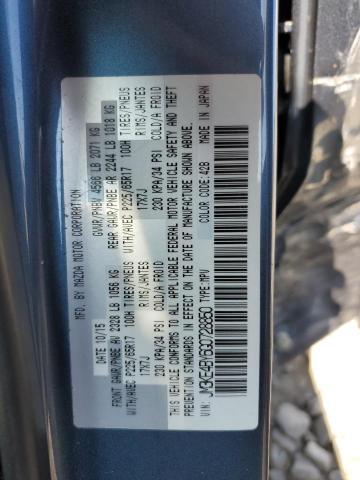 MFD. BY MAZDA MOTOR CORPORATION
10/15 GVWR/PNBV 4566 LB 2071 KG
FRONT GAWR/PNBE AV 2328 LB 1056 KG REAR GAWR/PNBE AR 2244 LB 1018 KG
WITH/AVEC P225/65R17 100H TIRES/PNEUS WITH/AVEC P225/65R17 100H TIRES/PNEUS
17X7J RIMS/JANTES 17X7J RIMS/JANTES
230 KPA/34 PSI COLD/A FROID 230 KPA/34 PSI COLD/A FROID
THIS VEHICLE CONFORMS TO ALL APPLICABLE FEDERAL MOTOR VEHICLE SAFETY AND THEFT
PREVENTION STANDARDS IN EFFECT ON THE DATE OF MANUFACTURE SHOWN ABOVE.
VIN: TYPE:MPV COLOR CODE:42B MADE IN JAPAN